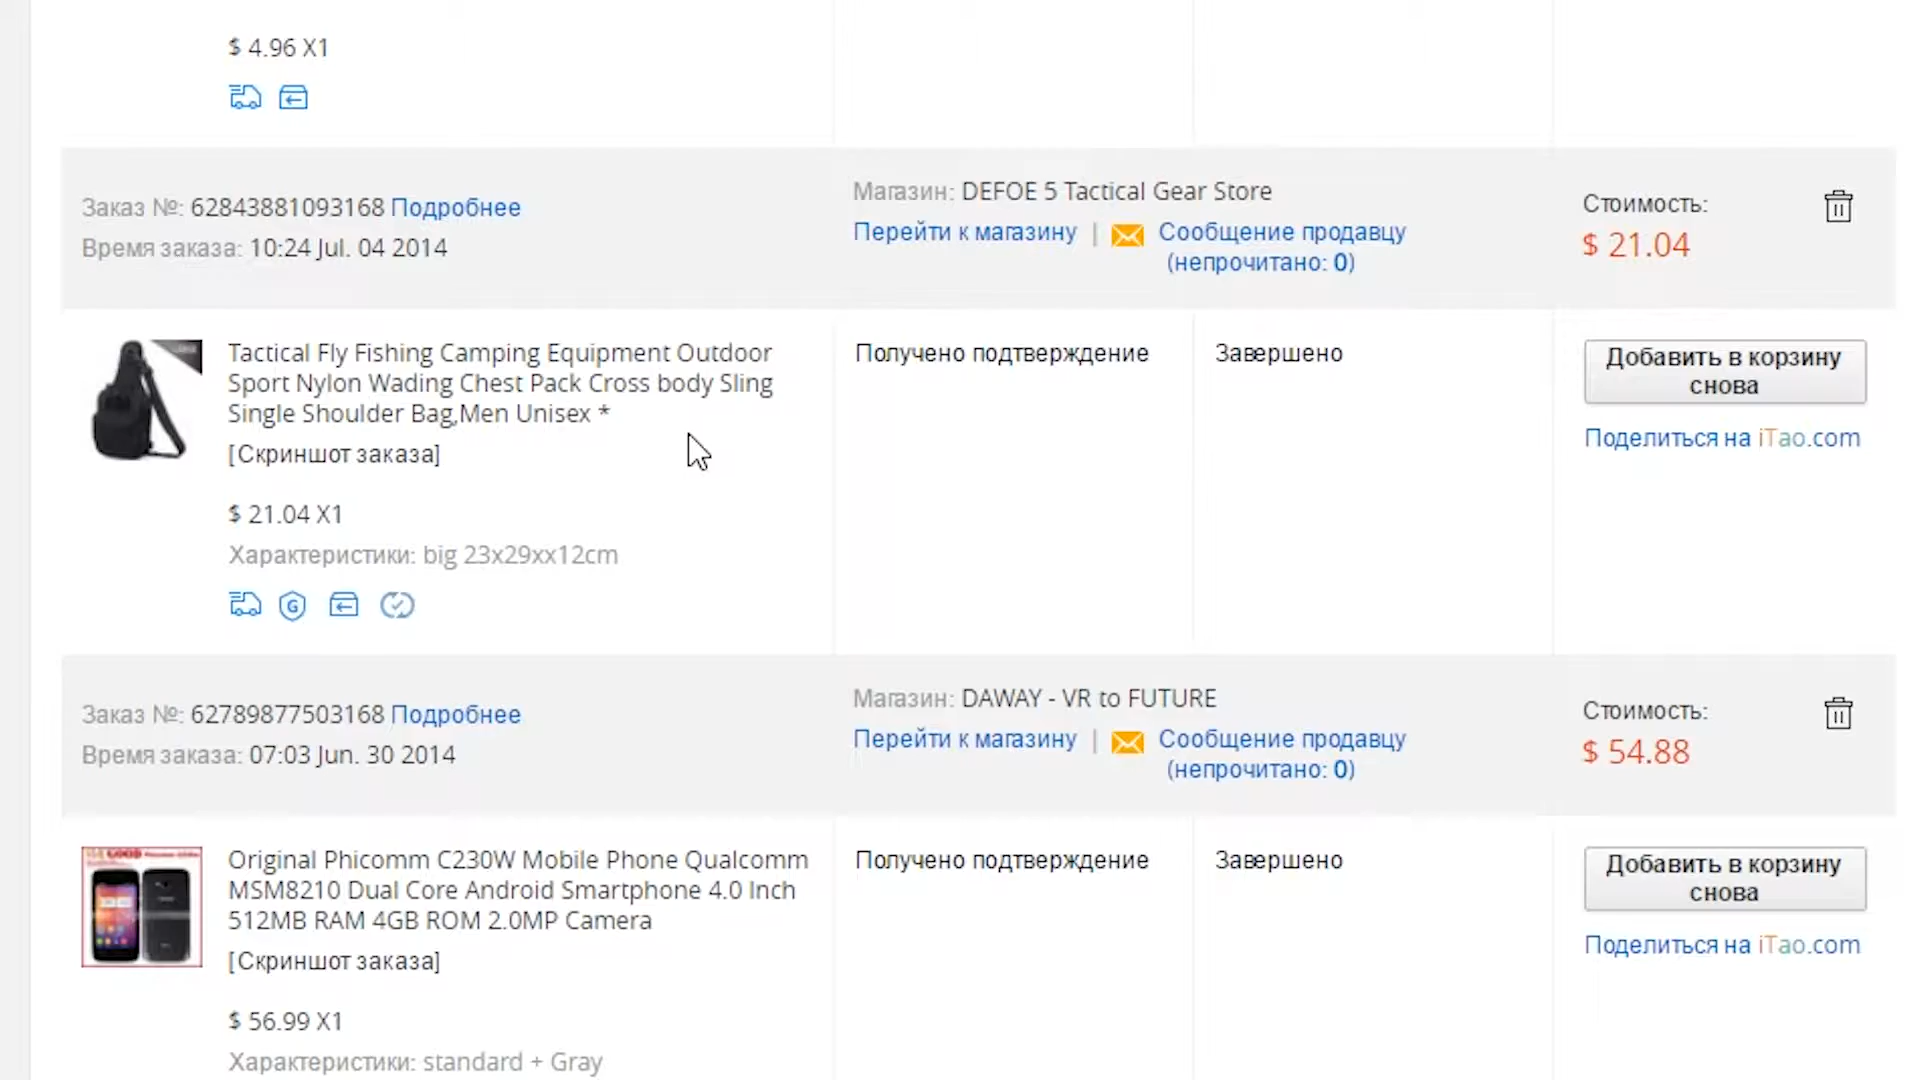 $ 4.96 X1
Заказ №: 62843881093168 Подробнее
Время заказа: 10:24 Jul. 04 2014
Магазин: DEFOE 5 Tactical Gear Store
Перейти к магазину | Сообщение продавцу
(непрочитано: 0)
Стоимость:
$ 21.04
Tactical Fly Fishing Camping Equipment Outdoor
Sport Nylon Wading Chest Pack Cross body Sling
Single Shoulder Bag,Men Unisex *
[Скриншот заказа]
$ 21.04 X1
Характеристики: big 23x29xx12cm
G
Получено подтверждение
Завершено
Добавить в корзину
снова
Поделиться на iTao.com
Заказ №: 62789877503168 Подробнее
Время заказа: 07:03 Jun. 30 2014
Магазин: DAWAY - VR to FUTURE
Перейти к магазину | Сообщение продавцу
(непрочитано: 0)
Стоимость:
$ 54.88
Original Phicomm C230W Mobile Phone Qualcomm
MSM8210 Dual Core Android Smartphone 4.0 Inch
512MB RAM 4GB ROM 2.0MP Camera
[Скриншот заказа]
$ 56.99 X1
Характеристики: standard + Gray
Получено подтверждение
Завершено
Добавить в корзину
снова
Поделиться на iTao.com